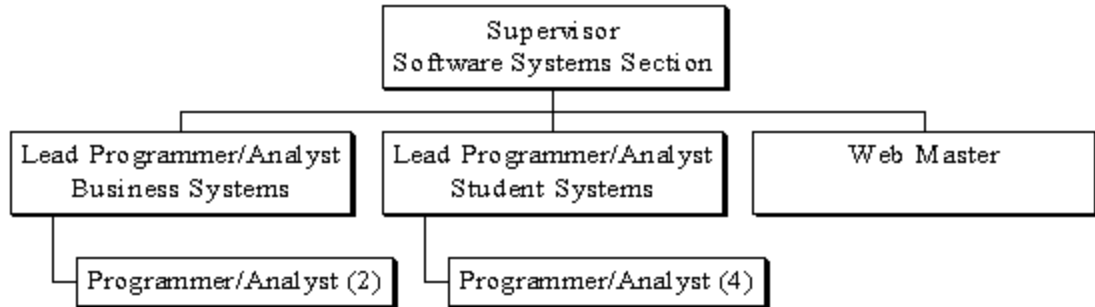 Supervisor
Software Systems Section
Lead Programmer/Analyst
Business Systems
Lead Programmer/Analyst
Student Systems
Web Master
Programmer/Analyst (2)
Programmer/Analyst (4)